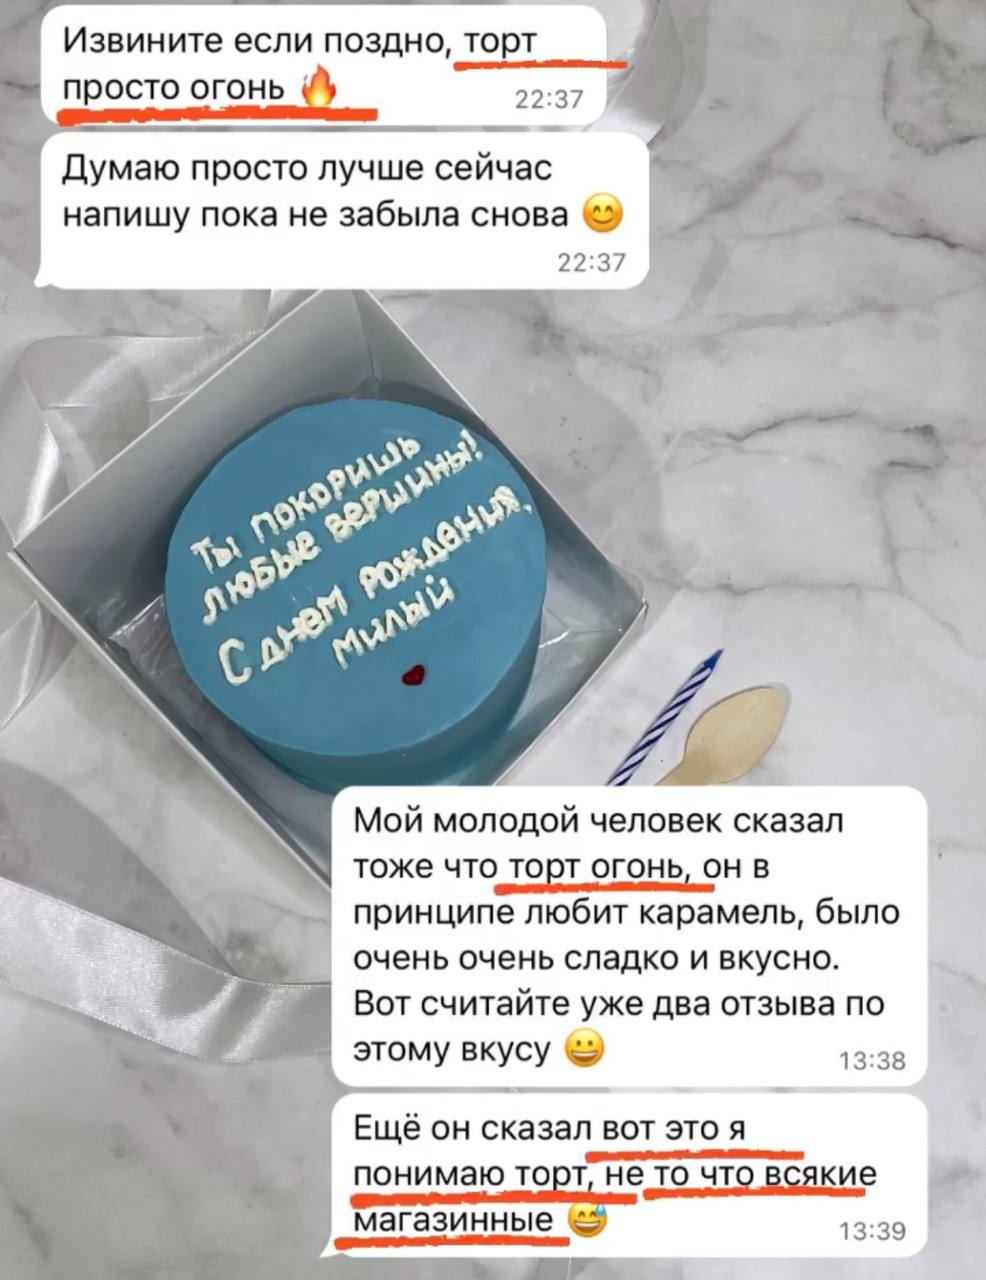 Извините если поздно, торт
просто огонь 🔥
22:37
Думаю просто лучше сейчас
напишу пока не забыла снова 😊
22:37
Ты покоришь
любые вершины!
С днем рождения,
милый
Мой молодой человек сказал
тоже что торт огонь, он в
принципе любит карамель, было
очень очень сладко и вкусно.
Вот считайте уже два отзыва по
этому вкусу 😀
13:38
Ещё он сказал вот это я
понимаю торт, не то что всякие
магазинные 😅
13:39